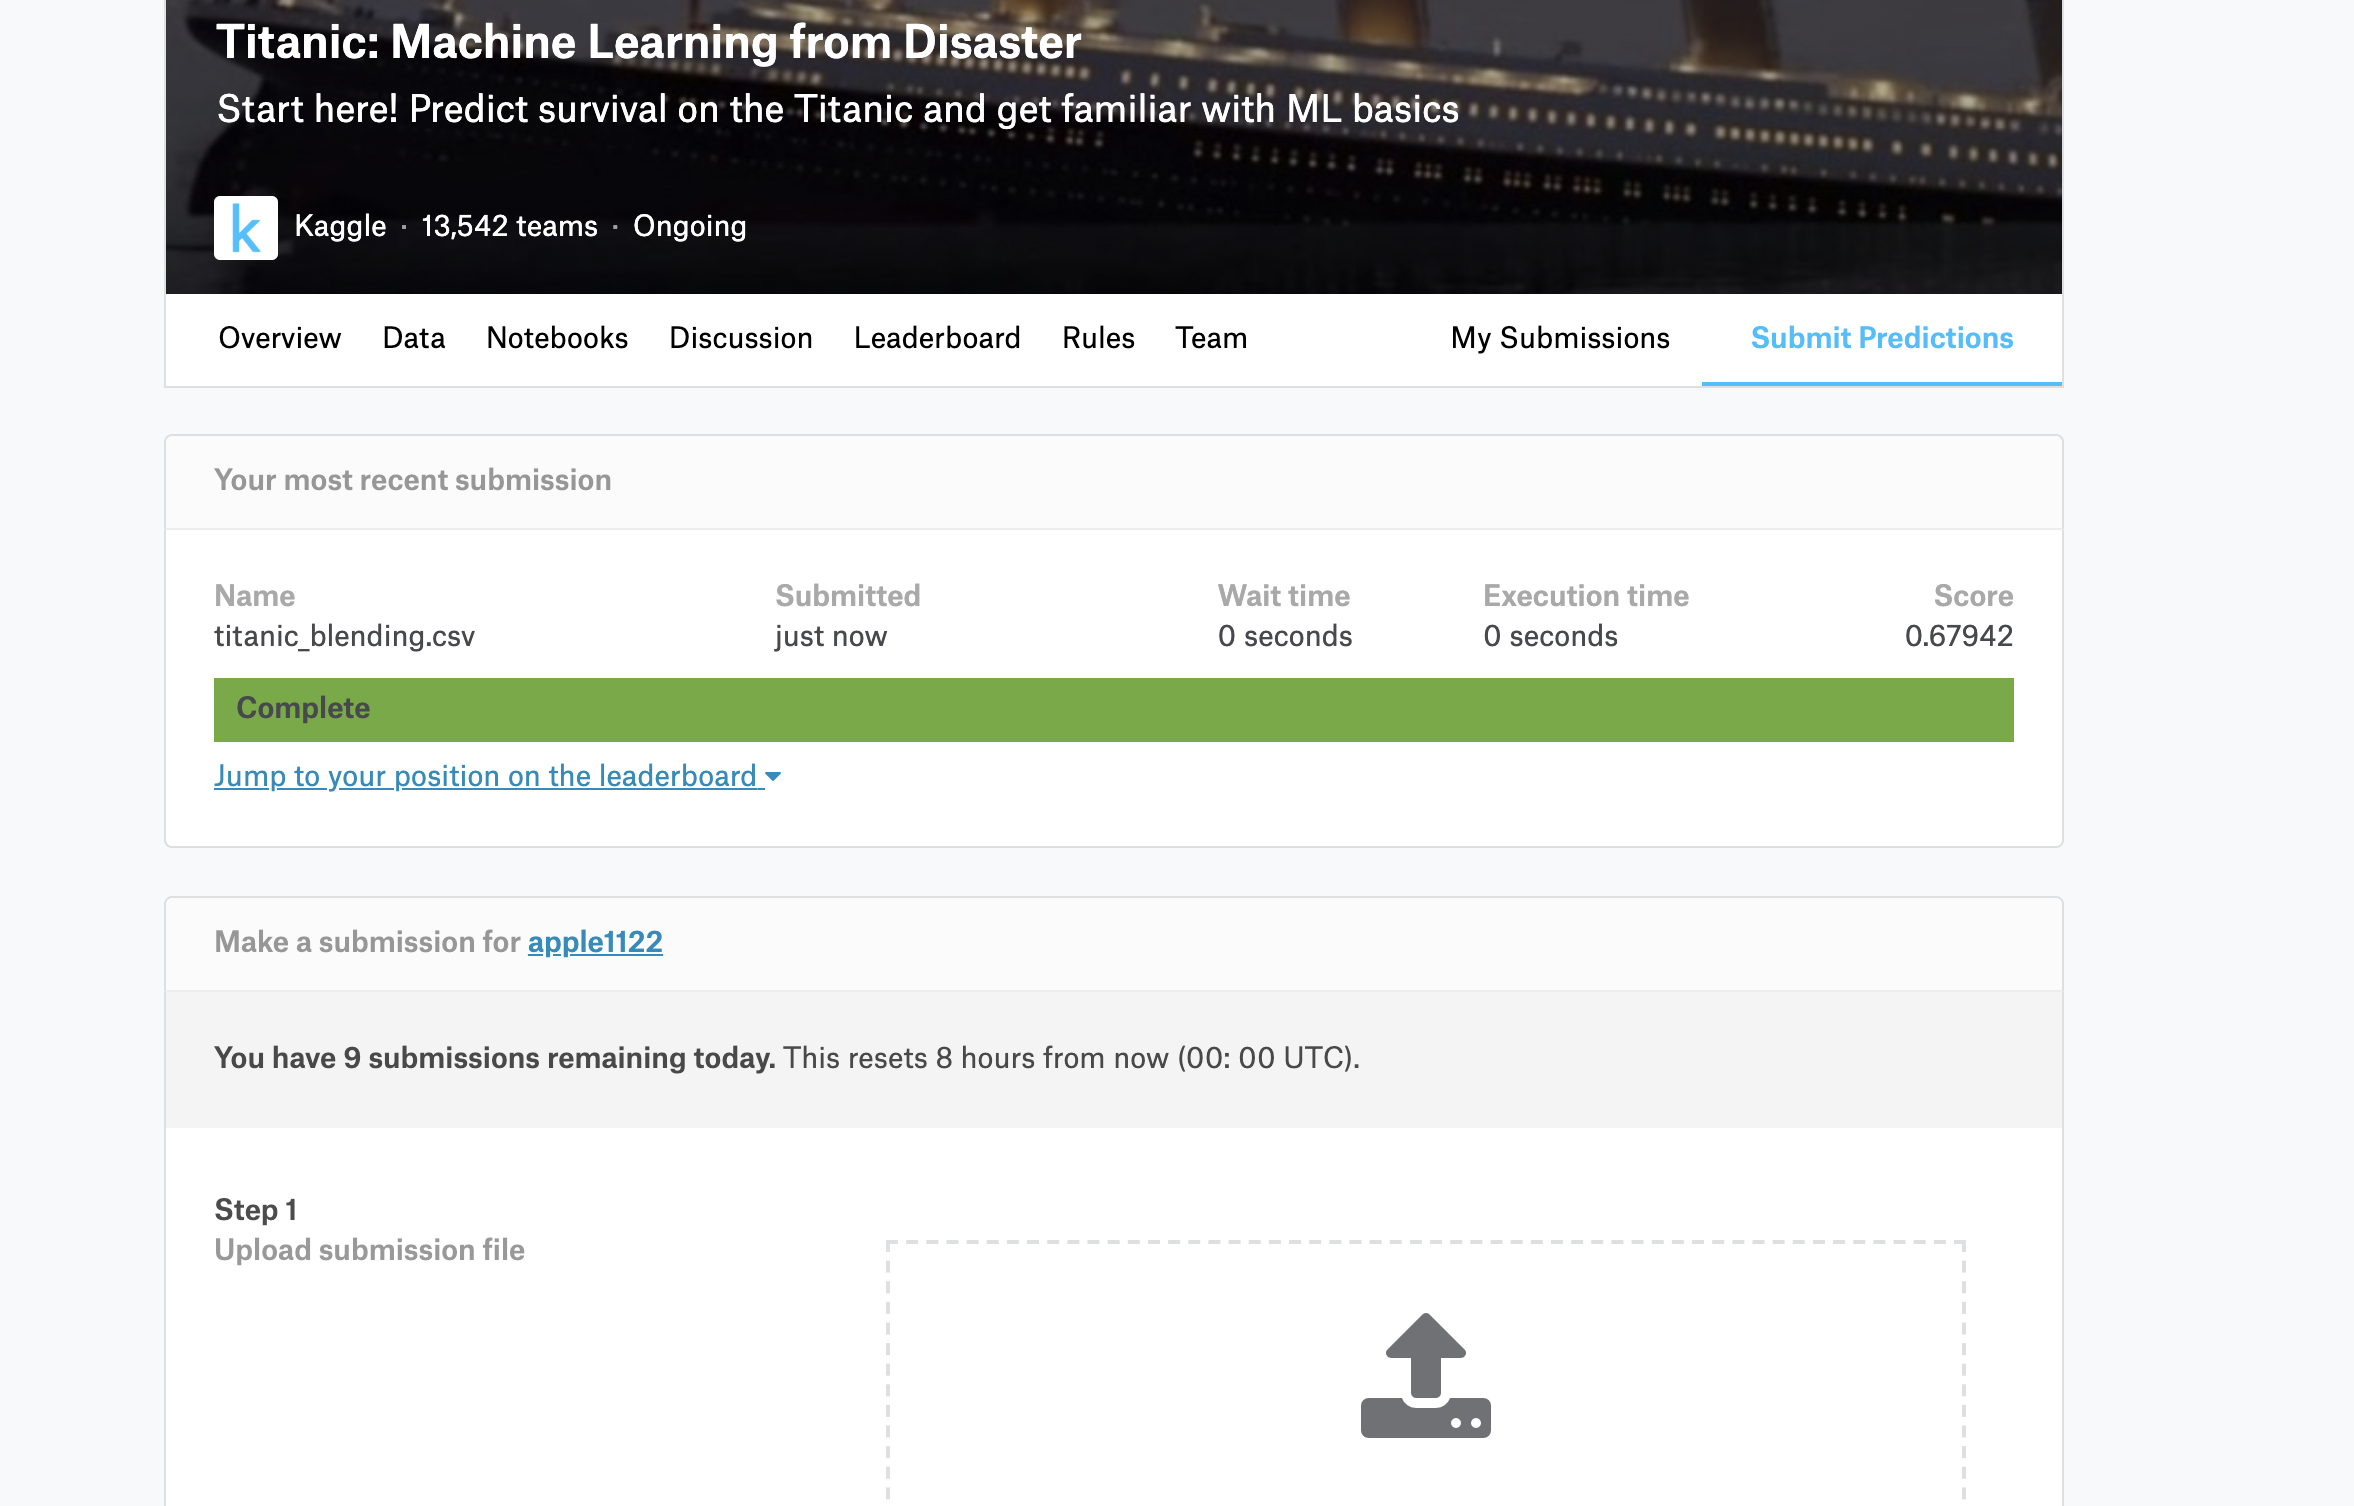 Titanic: Machine Learning from Disaster
Start here! Predict survival on the Titanic and get familiar with ML basics
k
Kaggle · 13,542 teams · Ongoing
Overview Data Notebooks Discussion Leaderboard Rules Team My Submissions Submit Predictions
Your most recent submission
Name Submitted Wait time Execution time Score
titanic_blending.csv just now 0 seconds 0 seconds 0.67942
Complete
Jump to your position on the leaderboard
Make a submission for apple1122
You have 9 submissions remaining today. This resets 8 hours from now (00: 00 UTC).
Step 1
Upload submission file